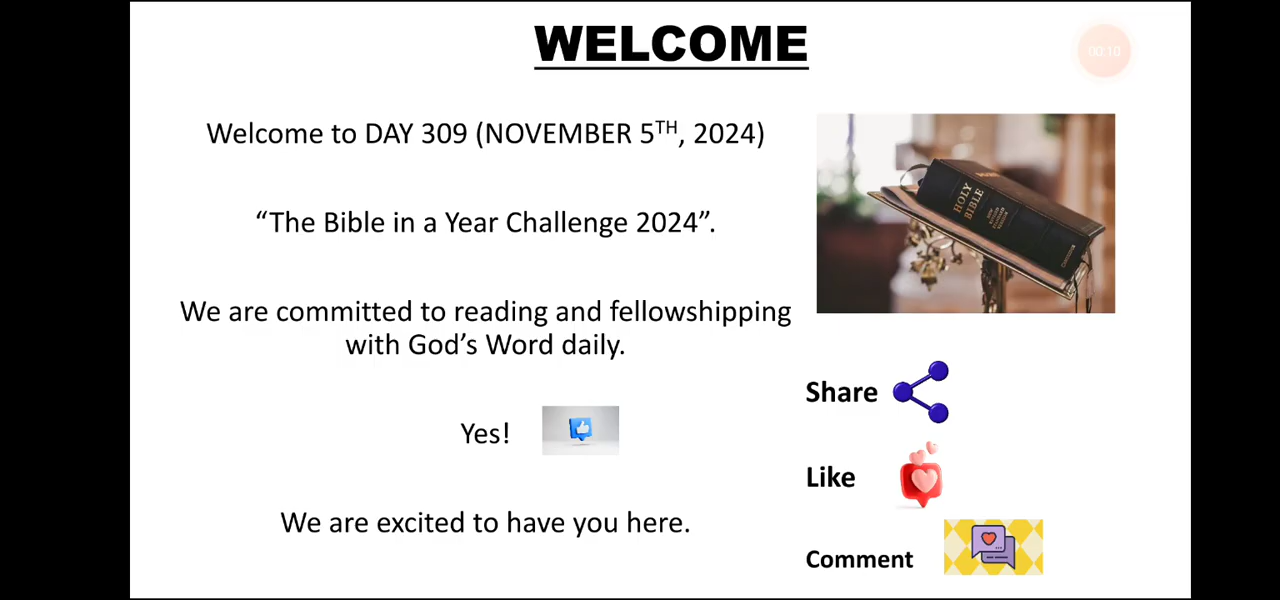 WELCOME
00:10
Welcome to DAY 309 (NOVEMBER 5TH, 2024)
“The Bible in a Year Challenge 2024”.
We are committed to reading and fellowshipping
with God’s Word daily.
Yes!
We are excited to have you here.
HOLY
BIBLE
Share
Like
Comment